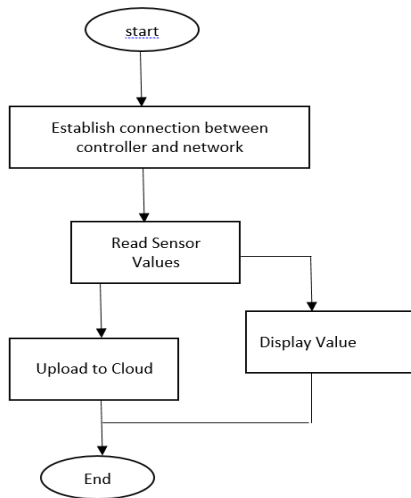 start
Establish connection between
controller and network
Read Sensor
Values
Upload to Cloud
Display Value
End